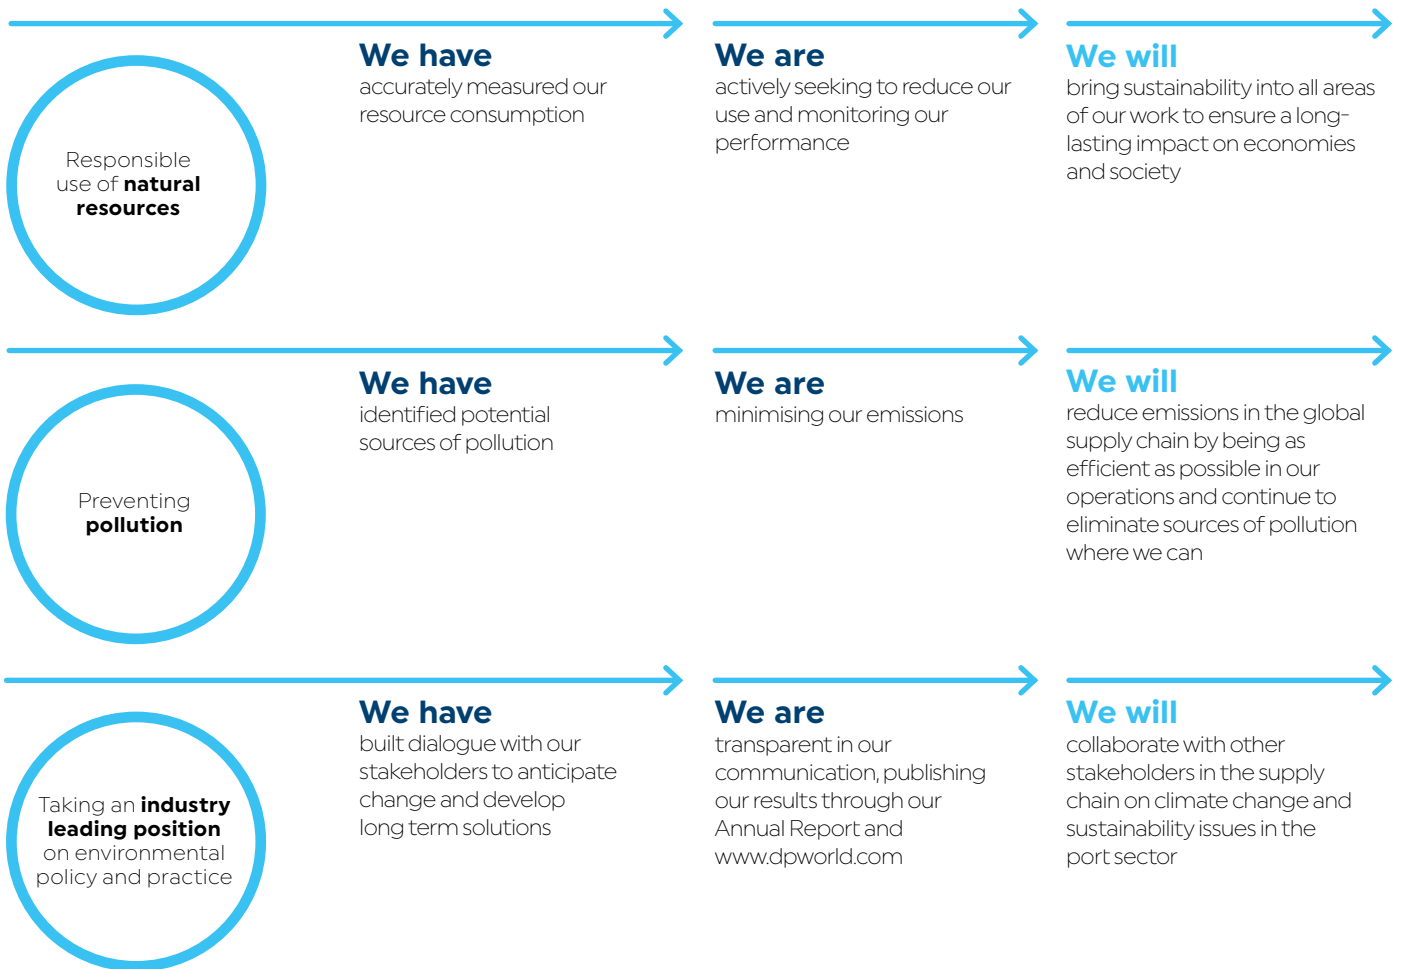 Responsible
use of natural
resources
We have
accurately measured our
resource consumption
We are
actively seeking to reduce our
use and monitoring our
performance
We will
bring sustainability into all areas
of our work to ensure a long-
lasting impact on economies
and society
Preventing
pollution
We have
identified potential
sources of pollution
We are
minimising our emissions
We will
reduce emissions in the global
supply chain by being as
efficient as possible in our
operations and continue to
eliminate sources of pollution
where we can
Taking an industry
leading position
on environmental
policy and practice
We have
built dialogue with our
stakeholders to anticipate
change and develop
long term solutions
We are
transparent in our
communication, publishing
our results through our
Annual Report and
www.dpworld.com
We will
collaborate with other
stakeholders in the supply
chain on climate change and
sustainability issues in the
port sector